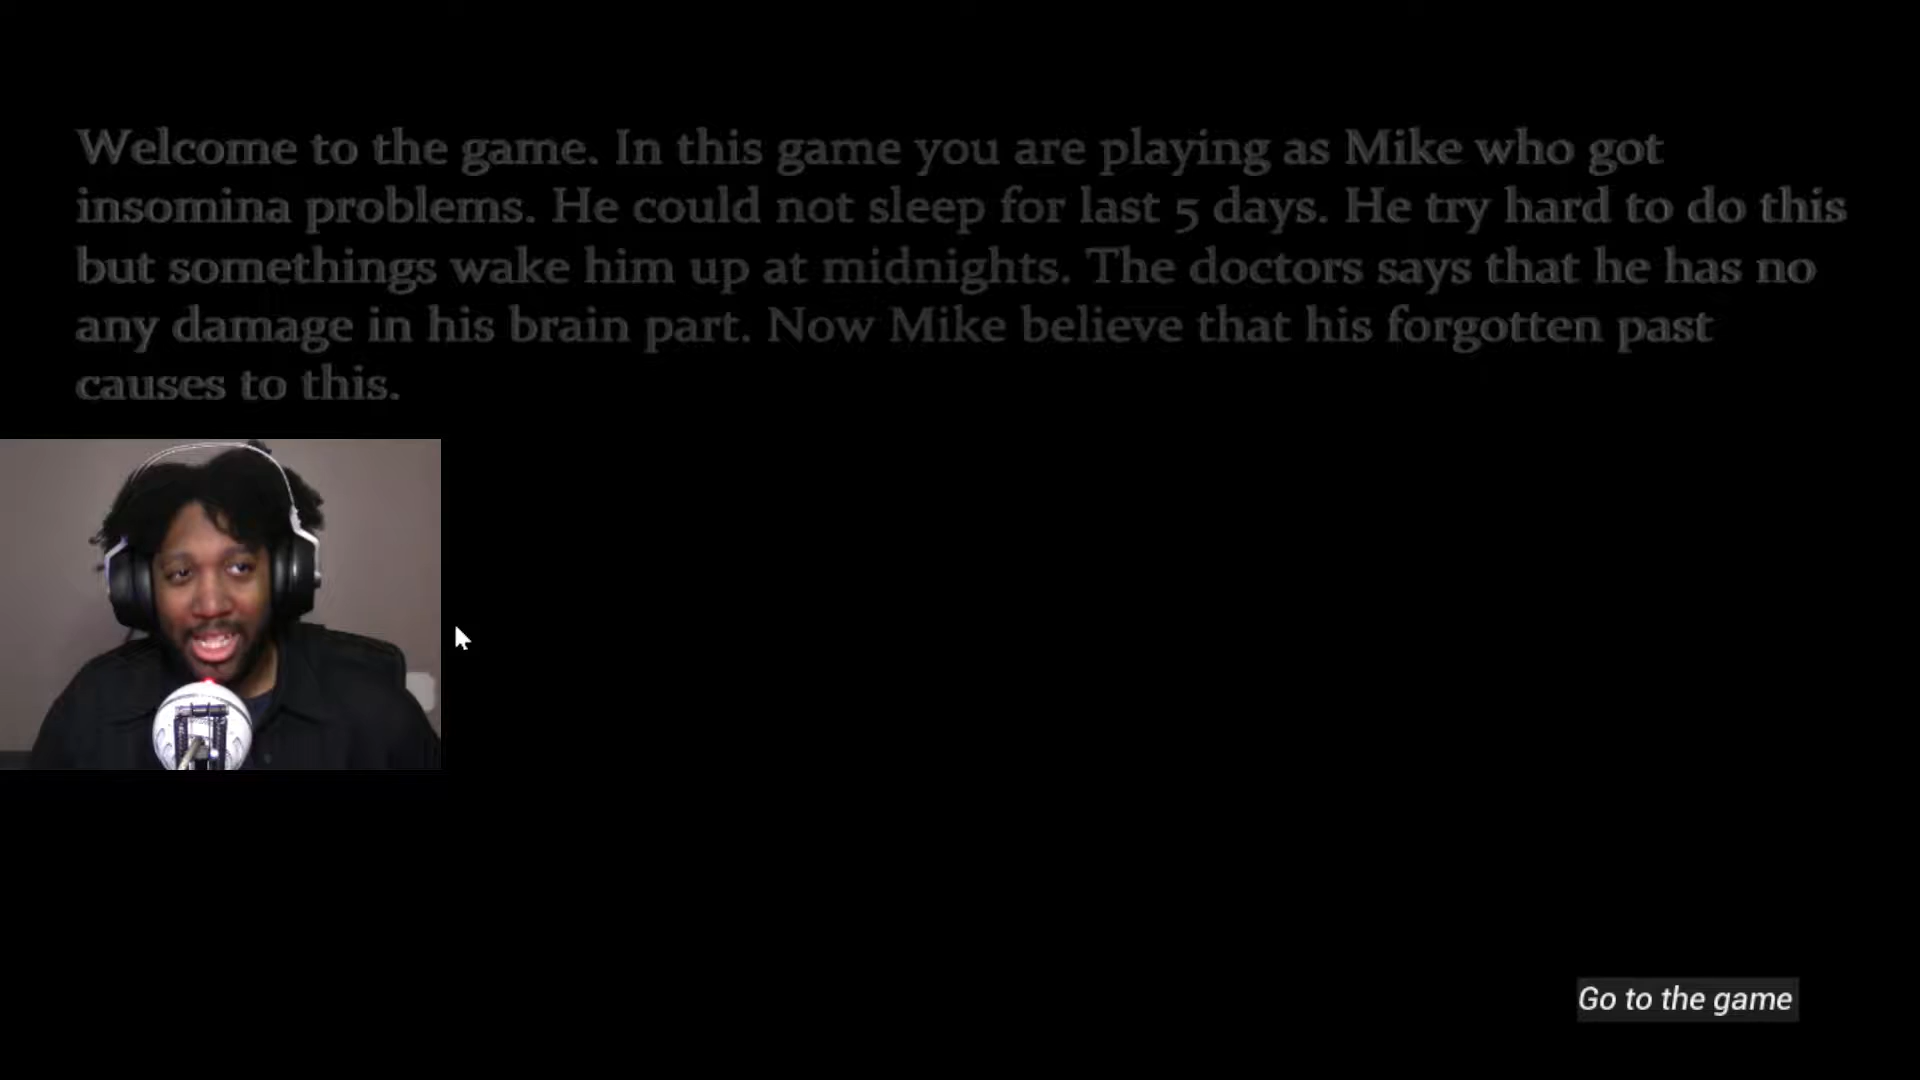 Welcome to the game. In this game you are playing as Mike who got
insomina problems. He could not sleep for last 5 days. He try hard to do this
but somethings wake him up at midnights. The doctors says that he has no
any damage in his brain part. Now Mike believe that his forgotten past
causes to this.
Go to the game